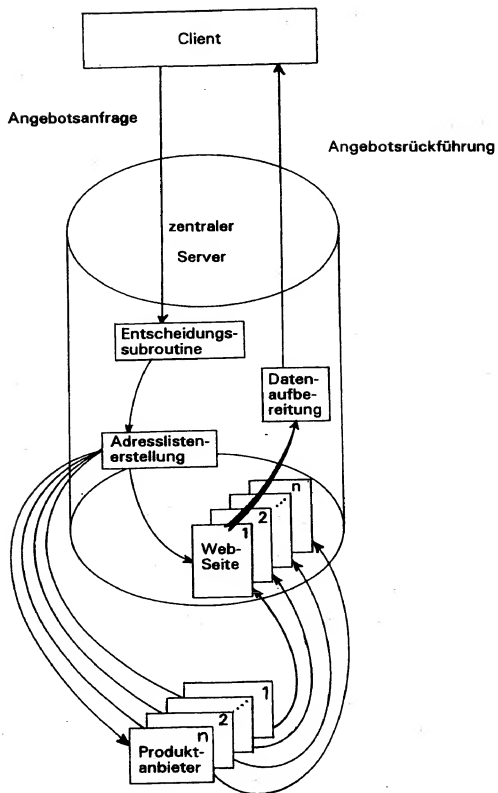 Client
Angebotsanfrage
Angebotsrückführung
zentraler
Server
Entscheidungs-
subroutine
Daten-
aufbe-
reitung
Adresslisten-
erstellung
n
2
1
Web-
Seite
1
2
n
Produkt-
anbieter